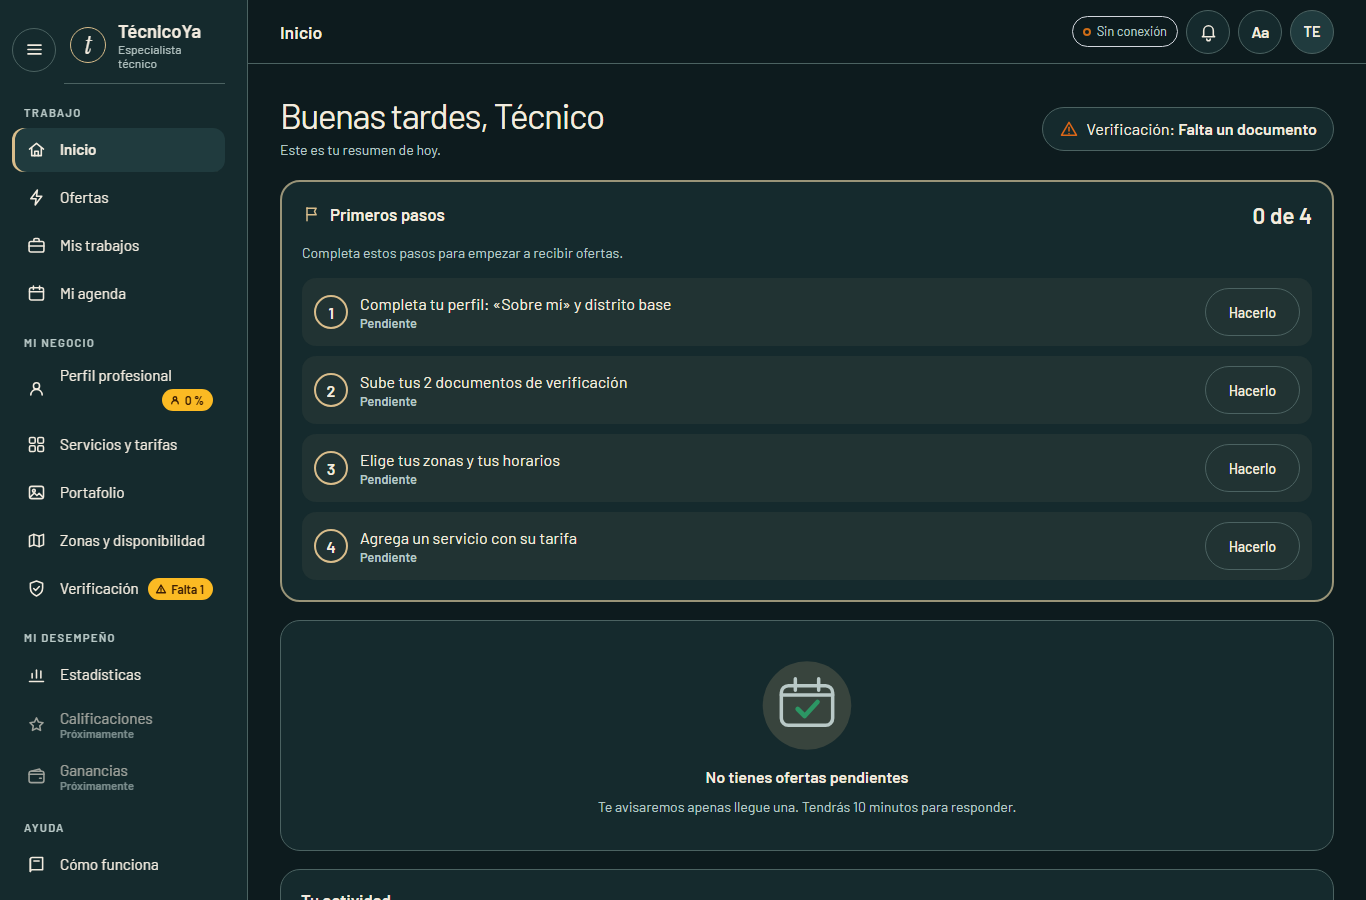 TécnicoYa
Especialista
técnico
TRABAJO
Inicio
Ofertas
Mis trabajos
Mi agenda
MI NEGOCIO
Perfil profesional
0 %
Servicios y tarifas
Portafolio
Zonas y disponibilidad
Verificación
Falta 1
MI DESEMPEÑO
Estadísticas
Calificaciones
Próximamente
Ganancias
Próximamente
AYUDA
Cómo funciona
Inicio
Sin conexión
Aa
TE
Buenas tardes, Técnico
Este es tu resumen de hoy.
Verificación: Falta un documento
Primeros pasos
0 de 4
Completa estos pasos para empezar a recibir ofertas.
1
Completa tu perfil: «Sobre mí» y distrito base
Pendiente
Hacerlo
2
Sube tus 2 documentos de verificación
Pendiente
Hacerlo
3
Elige tus zonas y tus horarios
Pendiente
Hacerlo
4
Agrega un servicio con su tarifa
Pendiente
Hacerlo
No tienes ofertas pendientes
Te avisaremos apenas llegue una. Tendrás 10 minutos para responder.
Tu actividad